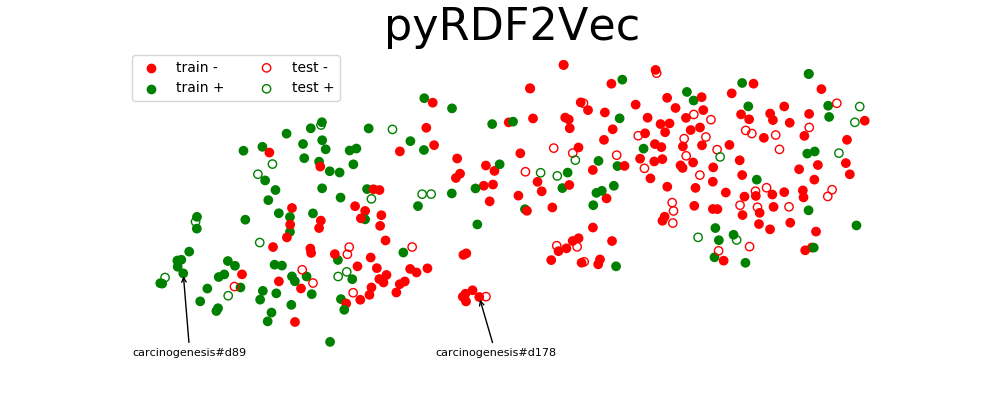 pyRDF2Vec
train -
test -
train +
test +
carcinogenesis#d89
carcinogenesis#d178